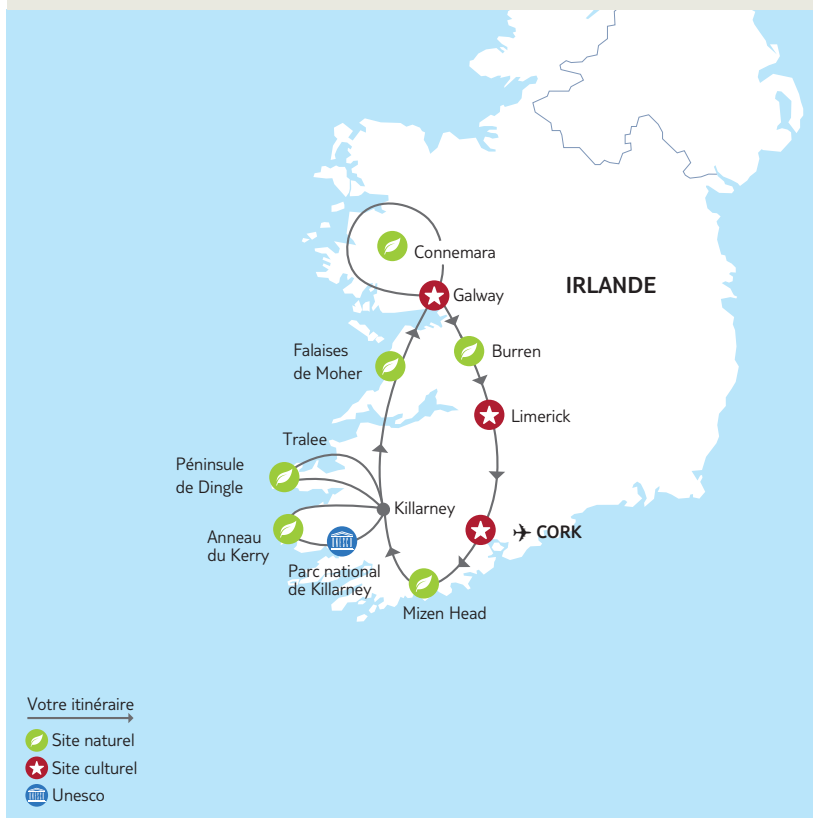 Connemara
IRLANDE
Galway
Falaises
de Moher
Burren
Limerick
Tralee
Péninsule
de Dingle
Killarney
Anneau
du Kerry
CORK
Parc national
de Killarney
UNESCO
Mizen Head
Votre itinéraire
Site naturel
Site culturel
Unesco